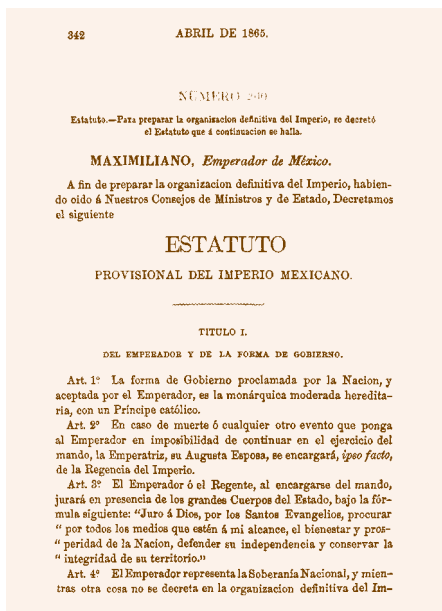 342
ABRIL DE 1865.
NÚMERO 240
Estatuto.—Para preparar la organizacion definitiva del Imperio, se decretó
el Estatuto que á continuacion se halla.
MAXIMILIANO, Emperador de México.
A fin de preparar la organizacion definitiva del Imperio, habien-
do oido á Nuestros Consejos de Ministros y de Estado, Decretamos
el siguiente
ESTATUTO
PROVISIONAL DEL IMPERIO MEXICANO.
TITULO I.
DEL EMPERADOR Y DE LA FORMA DE GOBIERNO.
Art. 1º La forma de Gobierno proclamada por la Nacion, y
aceptada por el Emperador, es la monárquica moderada heredita-
ria, con un Príncipe católico.
Art. 2º En caso de muerte ó cualquier otro evento que ponga
al Emperador en imposibilidad de continuar en el ejercicio del
mando, la Emperatriz, su Augusta Esposa, se encargará, ipso facto,
de la Regencia del Imperio.
Art. 3º El Emperador ó el Regente, al encargarse del mando,
jurará en presencia de los grandes Cuerpos del Estado, bajo la fór-
mula siguiente: "Juro á Dios, por los Santos Evangelios, procurar
" por todos los medios que estén á mi alcance, el bienestar y pros-
" peridad de la Nacion, defender su independencia y conservar la
" integridad de su territorio."
Art. 4º El Emperador representa la Soberanía Nacional, y mien-
tras otra cosa no se decreta en la organizacion definitiva del Im-